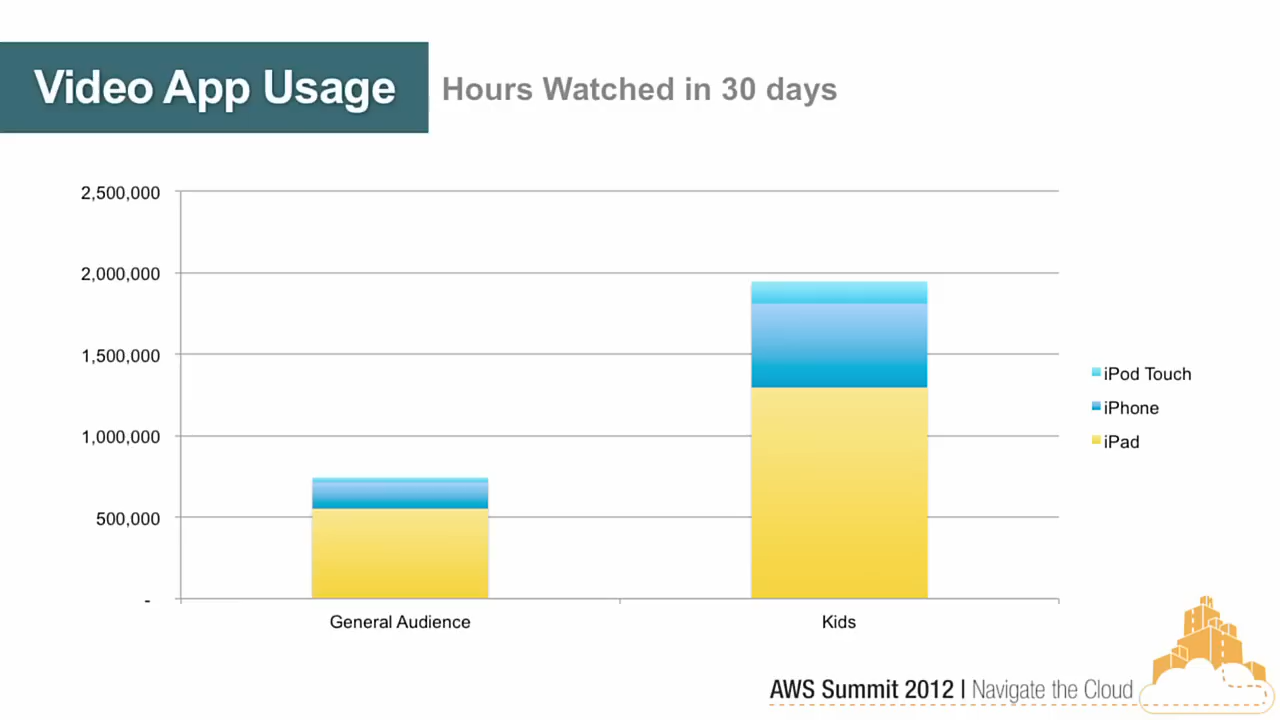 Video App Usage
Hours Watched in 30 days
2,500,000
2,000,000
1,500,000
1,000,000
500,000
-
General Audience
Kids
iPod Touch
iPhone
iPad
AWS Summit 2012 | Navigate the Cloud